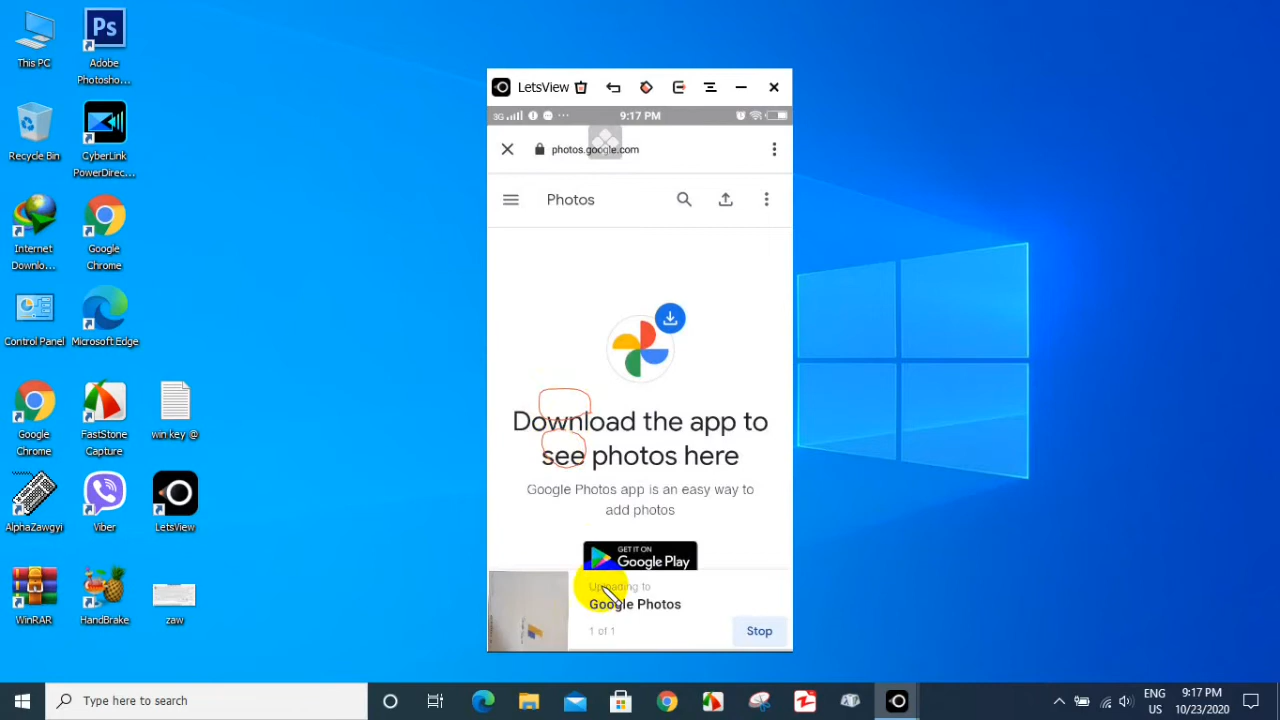 This PC
Adobe
Photosho...
Recycle Bin
CyberLink
PowerDirec...
Internet
Downlo...
Google
Chrome
Control Panel
Microsoft Edge
Google
Chrome
FastStone
Capture
win key @
AlphaZawgyi
Viber
LetsView
WinRAR
HandBrake
zaw
LetsView
3G
9:17 PM
photos.google.com
Photos
Download the app to
see photos here
Google Photos app is an easy way to
add photos
GET IT ON
Google Play
Uploading to
Google Photos
1 of 1
Stop
Type here to search
ENG
US
9:17 PM
10/23/2020
Ps